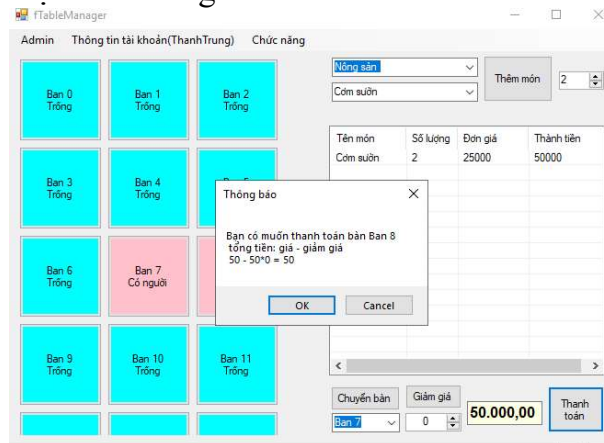 fTableManager
Admin Thông tin tài khoản(ThanhTrung) Chức năng
Ban 0
Trống
Ban 1
Trống
Ban 2
Trống
Nông sản
Cơm sườn
Thêm món
2
Tên món Số lượng Đơn giá Thành tiền
Cơm sườn 2 25000 50000
Ban 3
Trống
Ban 4
Trống
Thông báo
Bạn có muốn thanh toán bàn Ban 8
tổng tiền: giá - giảm giá
50 - 50*0 = 50
OK Cancel
Ban 6
Trống
Ban 7
Có người
Ban 9
Trống
Ban 10
Trống
Ban 11
Trống
Chuyển bàn Giảm giá
Ban 7 0
50.000,00
Thanh
toán